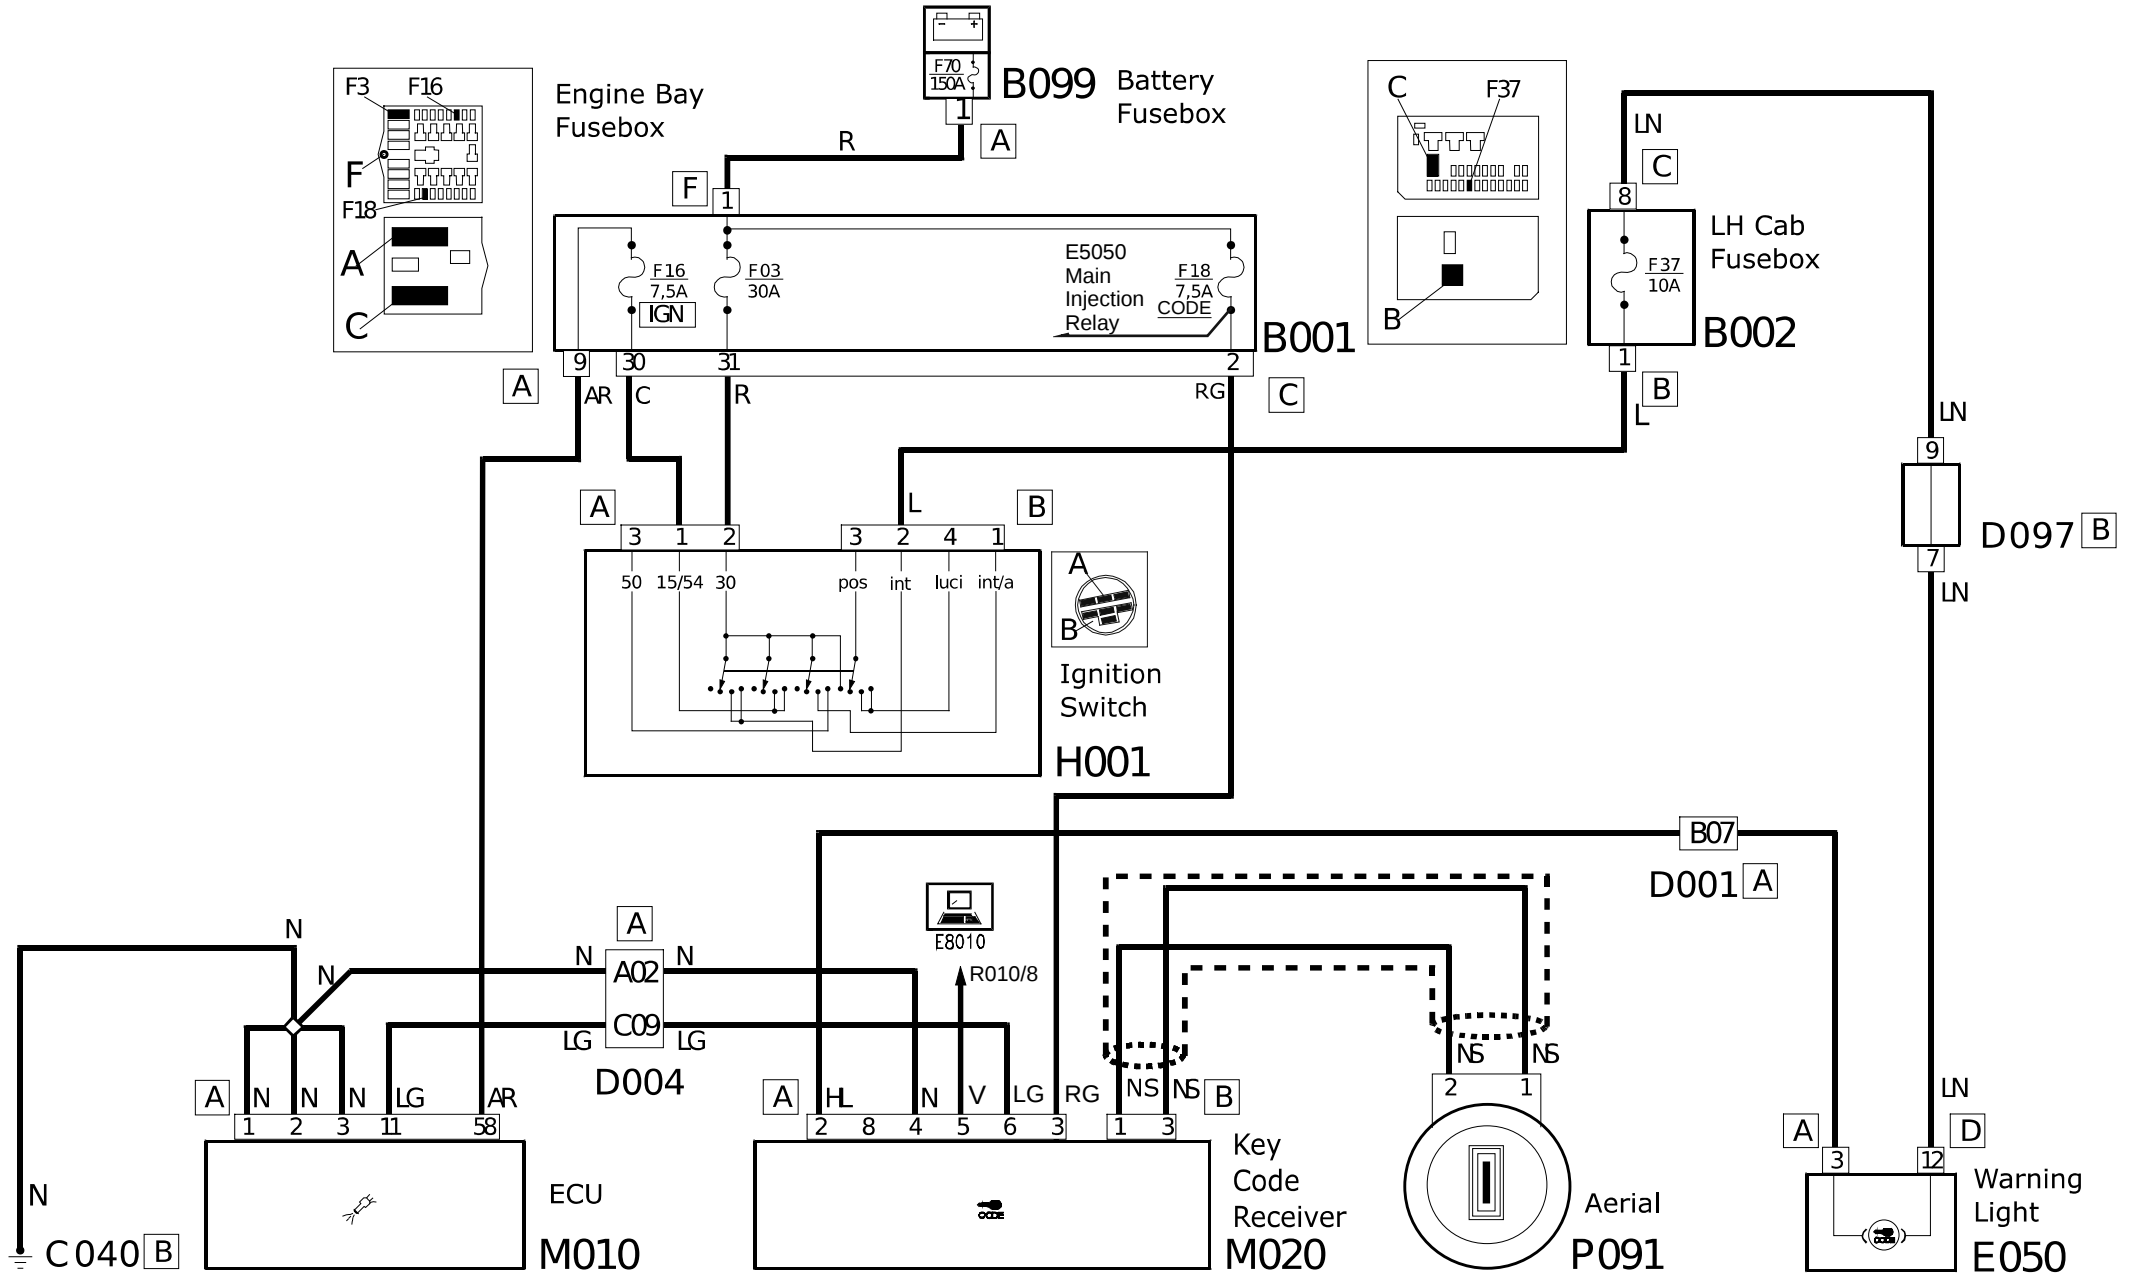 - +
F70
150A
B099
Battery
Fusebox
1
A
R
F3
F16
F
F18
A
C
Engine Bay
Fusebox
F
1
F16
7,5A
IGN
F03
30A
E5050
Main
Injection
Relay
F18
7,5A
CODE
B001
9
30
31
2
A
AR
C
R
RG
C
C
F37
B
LN
C
8
F37
10A
LH Cab
Fusebox
B002
1
B
L
LN
9
D097
B
7
LN
A
L
B
3
1
2
3
2
4
1
50
15/54
30
pos
int
luci
int/a
A
B
Ignition
Switch
H001
B07
D001
A
E8010
R010/8
N
N
N
A
N
A02
C09
LG
LG
D004
A
N
N
N
LG
AR
1
2
3
11
58
ECU
M010
N
C040
B
A
HL
N
V
LG
RG
NS
NS
B
2
8
4
5
6
3
1
3
CODE
Key
Code
Receiver
M020
NS
NS
2
1
Aerial
P091
LN
A
D
3
12
CODE
Warning
Light
E050